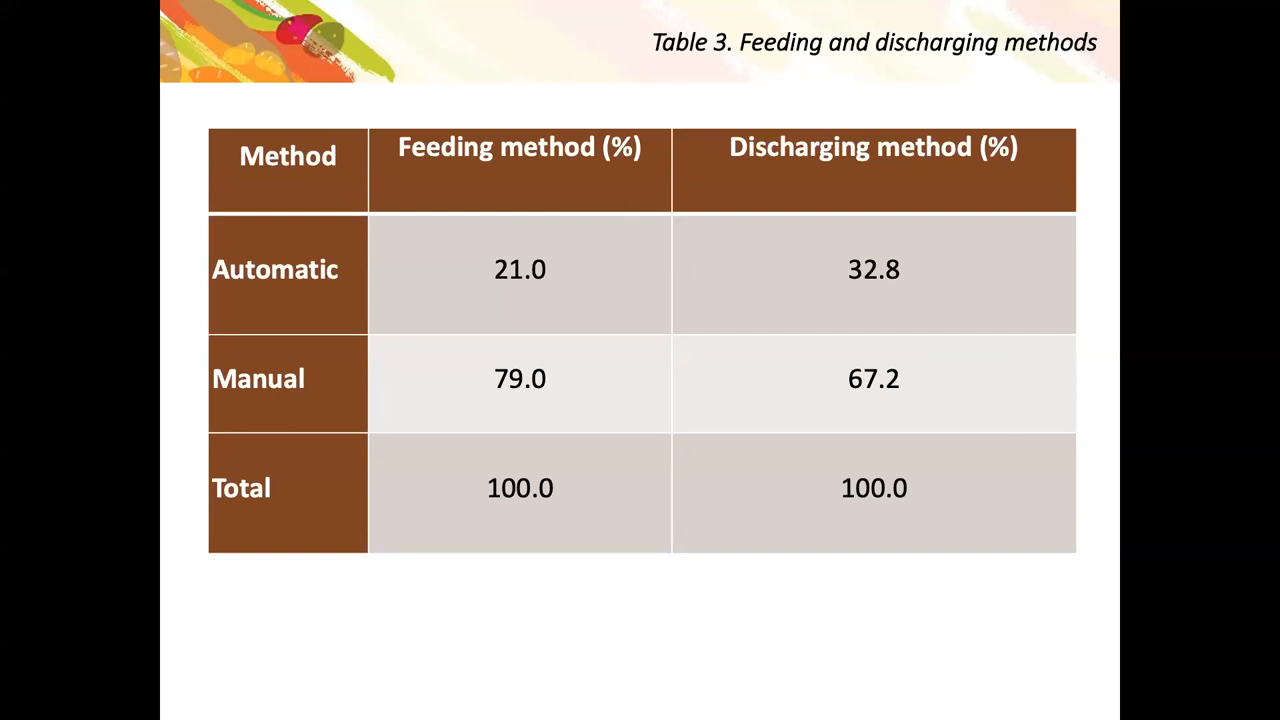 Table 3. Feeding and discharging methods
Method Feeding method (%) Discharging method (%)
Automatic 21.0 32.8
Manual 79.0 67.2
Total 100.0 100.0